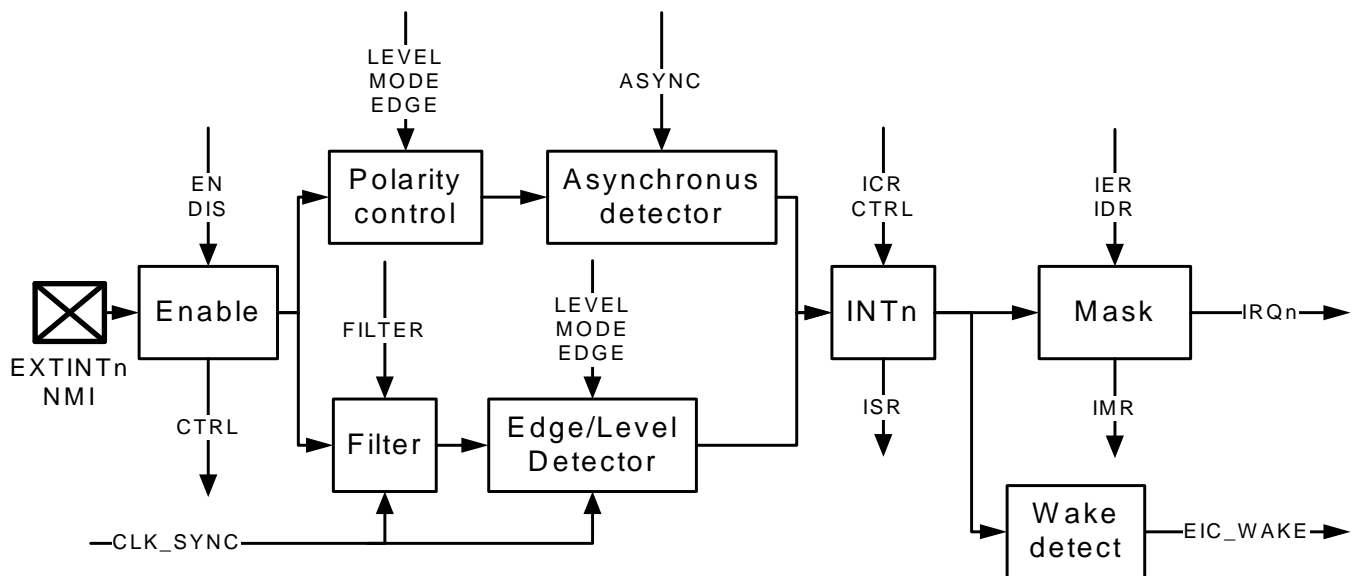 LEVEL
MODE
EDGE
ASYNC
EN
DIS
Polarity
control
Asynchronus
detector
ICR
CTRL
IER
IDR
EXTINTn
NMI
Enable
FILTER
LEVEL
MODE
EDGE
INTn
Mask
IRQn
CTRL
Filter
Edge/Level
Detector
ISR
IMR
CLK_SYNC
Wake
detect
EIC_WAKE